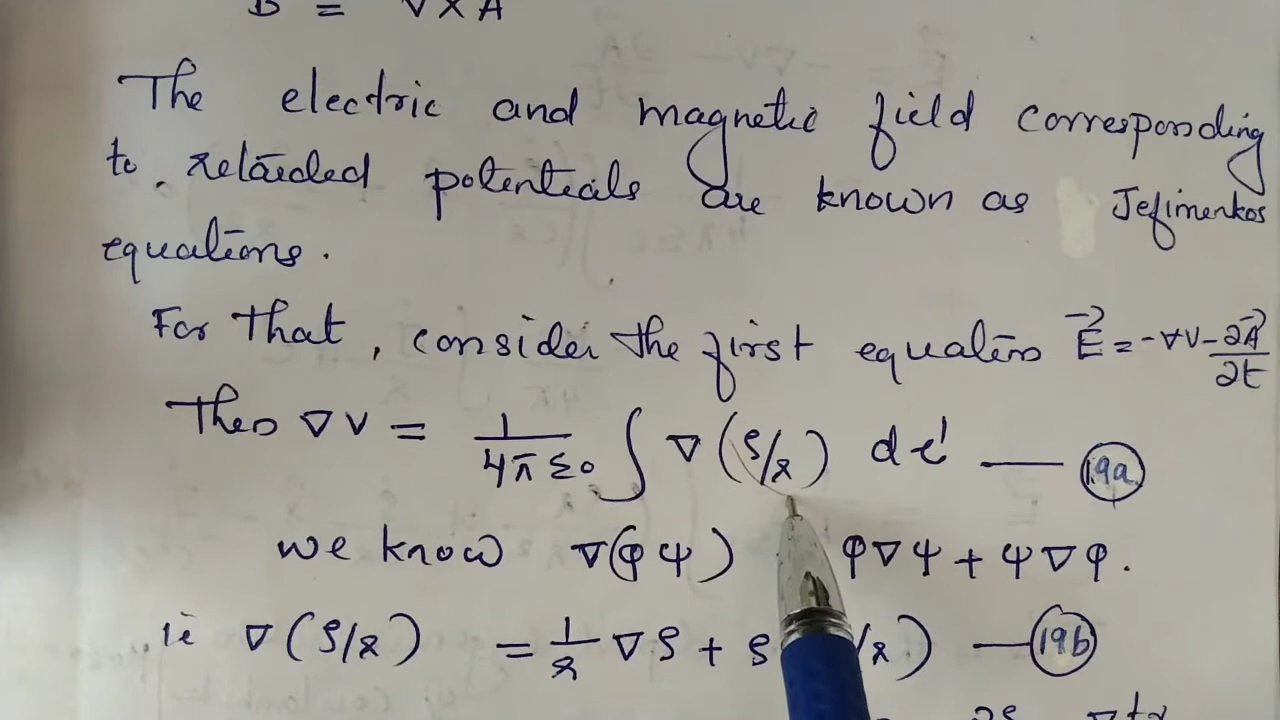 B = ∇×A
The electric and magnetic field corresponding
to retarded potentials are known as Jefimenkos
equations.
For that, consider the first equation E⃗ = -∇V - ∂A⃗/∂t
Then ∇V = 1/4πε₀ ∫ ∇(ρ/r) dτ' — (19a)
we know ∇(φψ) φ∇ψ + ψ∇φ.
ie ∇(ρ/r) = 1/r ∇ρ + ρ /r) — (19b)